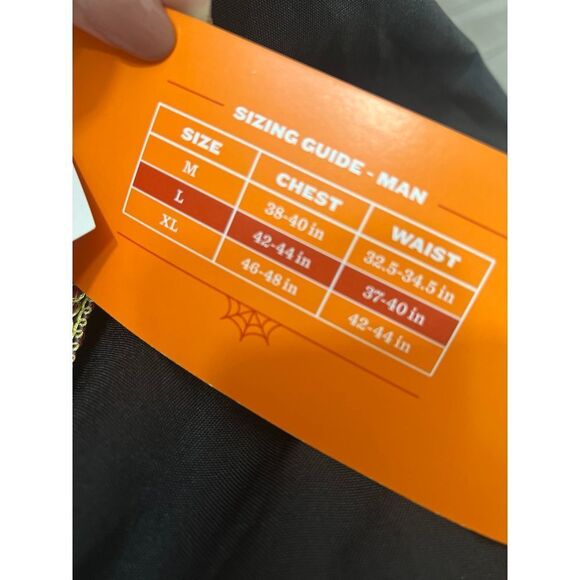 SIZING GUIDE - MAN
SIZE CHEST WAIST
M 38-40 in 32.5-34.5 in
L 42-44 in 37-40 in
XL 46-48 in 42-44 in